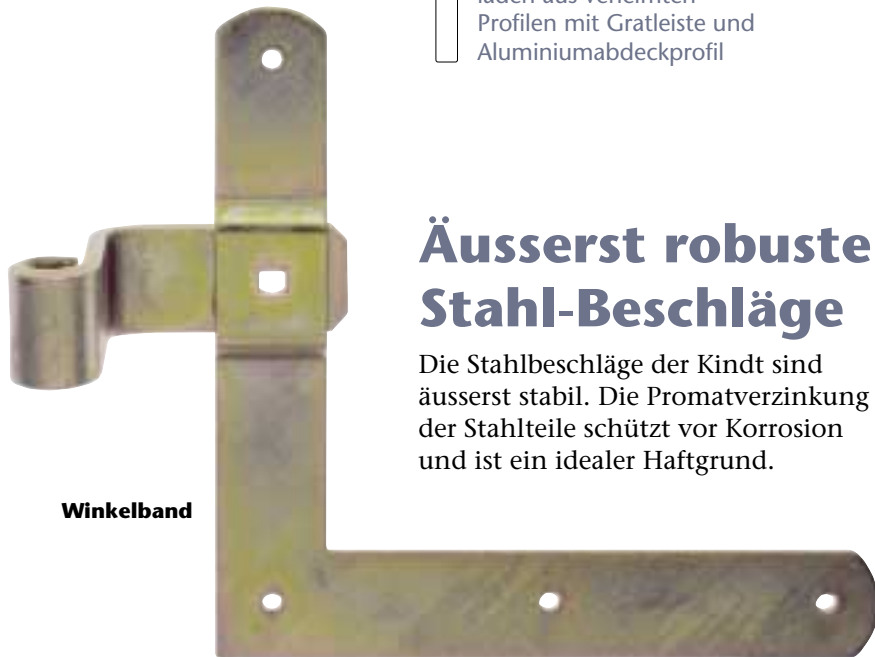 Profilen mit Gratleiste und
Aluminiumabdeckprofil
Äusserst robuste
Stahl-Beschläge
Die Stahlbeschläge der Kindt sind
äusserst stabil. Die Promatverzinkung
der Stahlteile schützt vor Korrosion
und ist ein idealer Haftgrund.
Winkelband